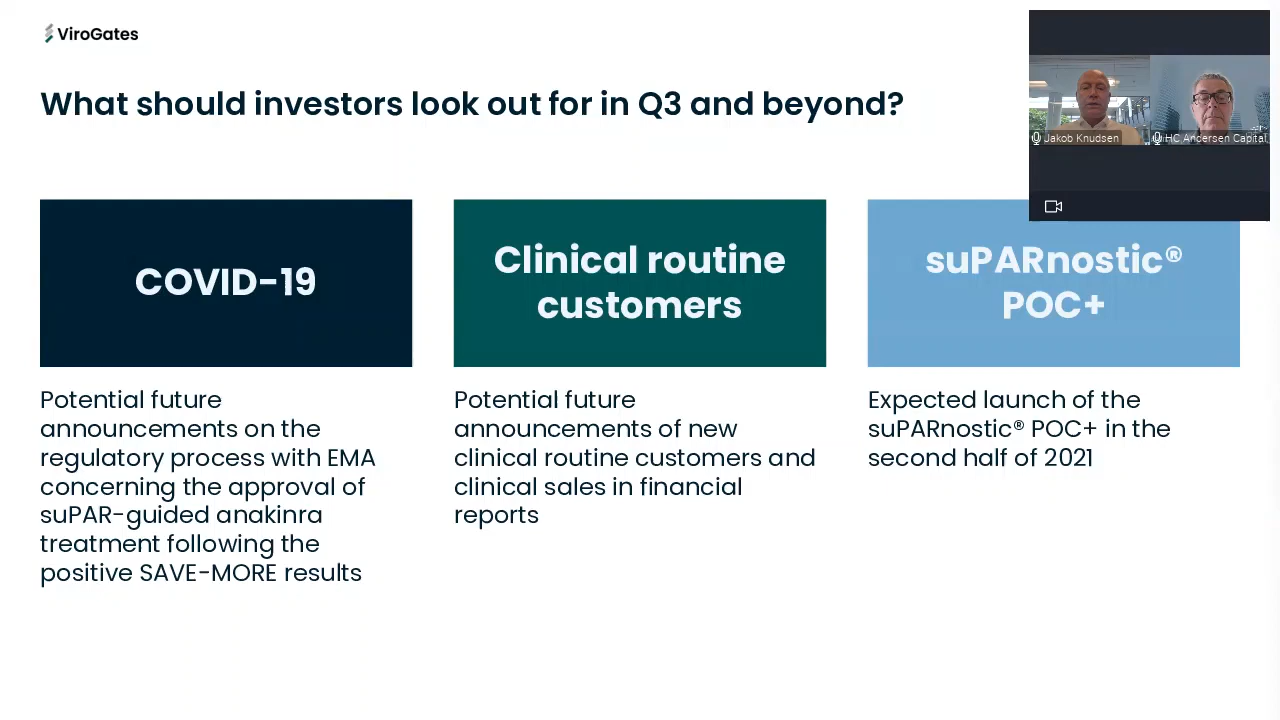 ViroGates
What should investors look out for in Q3 and beyond?
Jakob Knudsen
HC Andersen Capital
COVID-19
Potential future
announcements on the
regulatory process with EMA
concerning the approval of
suPAR-guided anakinra
treatment following the
positive SAVE-MORE results
Clinical routine
customers
Potential future
announcements of new
clinical routine customers and
clinical sales in financial
reports
suPARnostic®
POC+
Expected launch of the
suPARnostic® POC+ in the
second half of 2021